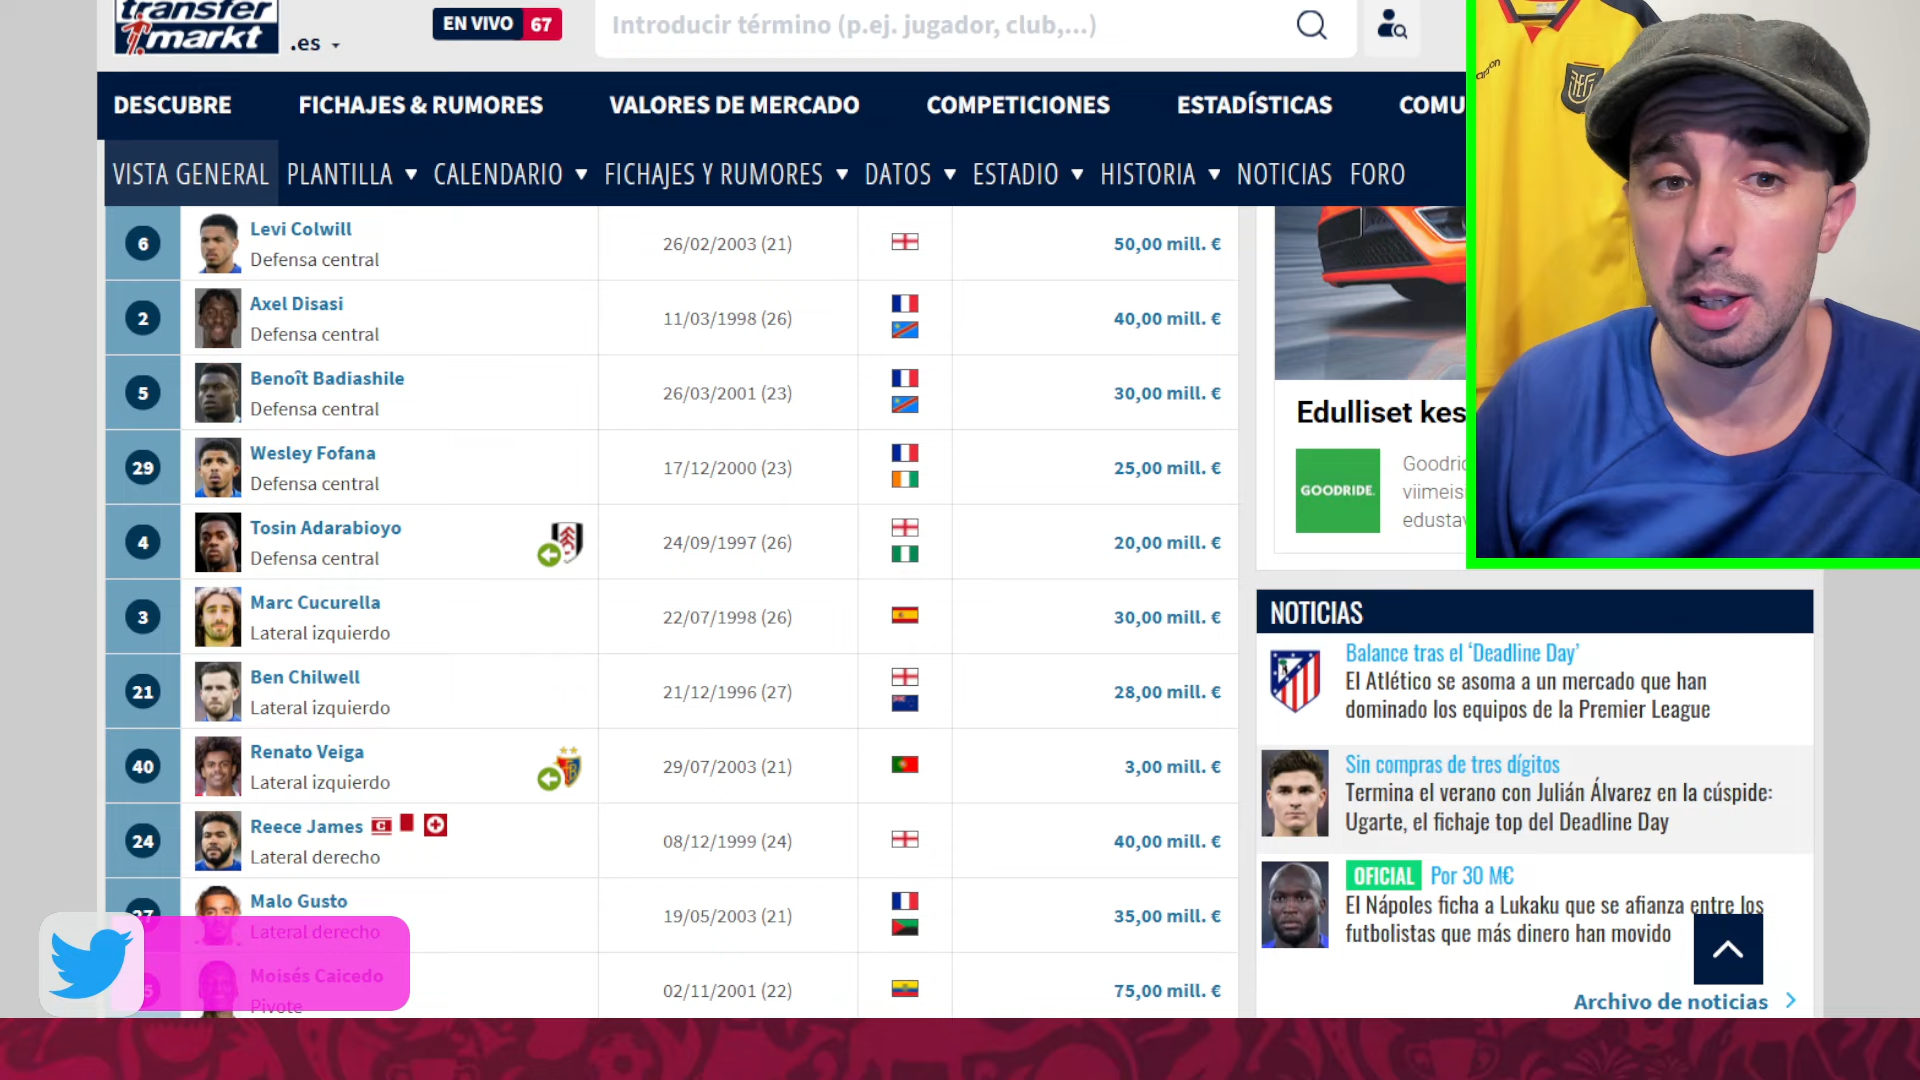 transfer
markt
.es
EN VIVO 67
Introducir término (p.ej. jugador, club,...)
DESCUBRE FICHAJES & RUMORES VALORES DE MERCADO COMPETICIONES ESTADÍSTICAS COMU
VISTA GENERAL PLANTILLA CALENDARIO FICHAJES Y RUMORES DATOS ESTADIO HISTORIA NOTICIAS FORO
6 Levi Colwill 26/02/2003 (21) 50,00 mill. €
Defensa central
2 Axel Disasi 11/03/1998 (26) 40,00 mill. €
Defensa central
5 Benoît Badiashile 26/03/2001 (23) 30,00 mill. €
Defensa central
29 Wesley Fofana 17/12/2000 (23) 25,00 mill. €
Defensa central
4 Tosin Adarabioyo 24/09/1997 (26) 20,00 mill. €
Defensa central
3 Marc Cucurella 22/07/1998 (26) 30,00 mill. €
Lateral izquierdo
21 Ben Chilwell 21/12/1996 (27) 28,00 mill. €
Lateral izquierdo
40 Renato Veiga 29/07/2003 (21) 3,00 mill. €
Lateral izquierdo
24 Reece James C 08/12/1999 (24) 40,00 mill. €
Lateral derecho
27 Malo Gusto 19/05/2003 (21) 35,00 mill. €
Lateral derecho
Moisés Caicedo 02/11/2001 (22) 75,00 mill. €
Pivote
Edulliset kes
GOODRIDE.
Goodric
viimeis
edustav
NOTICIAS
Balance tras el ‘Deadline Day’
El Atlético se asoma a un mercado que han
dominado los equipos de la Premier League
Sin compras de tres dígitos
Termina el verano con Julián Álvarez en la cúspide:
Ugarte, el fichaje top del Deadline Day
OFICIAL Por 30 M€
El Nápoles ficha a Lukaku que se afianza entre los
futbolistas que más dinero han movido
Archivo de noticias